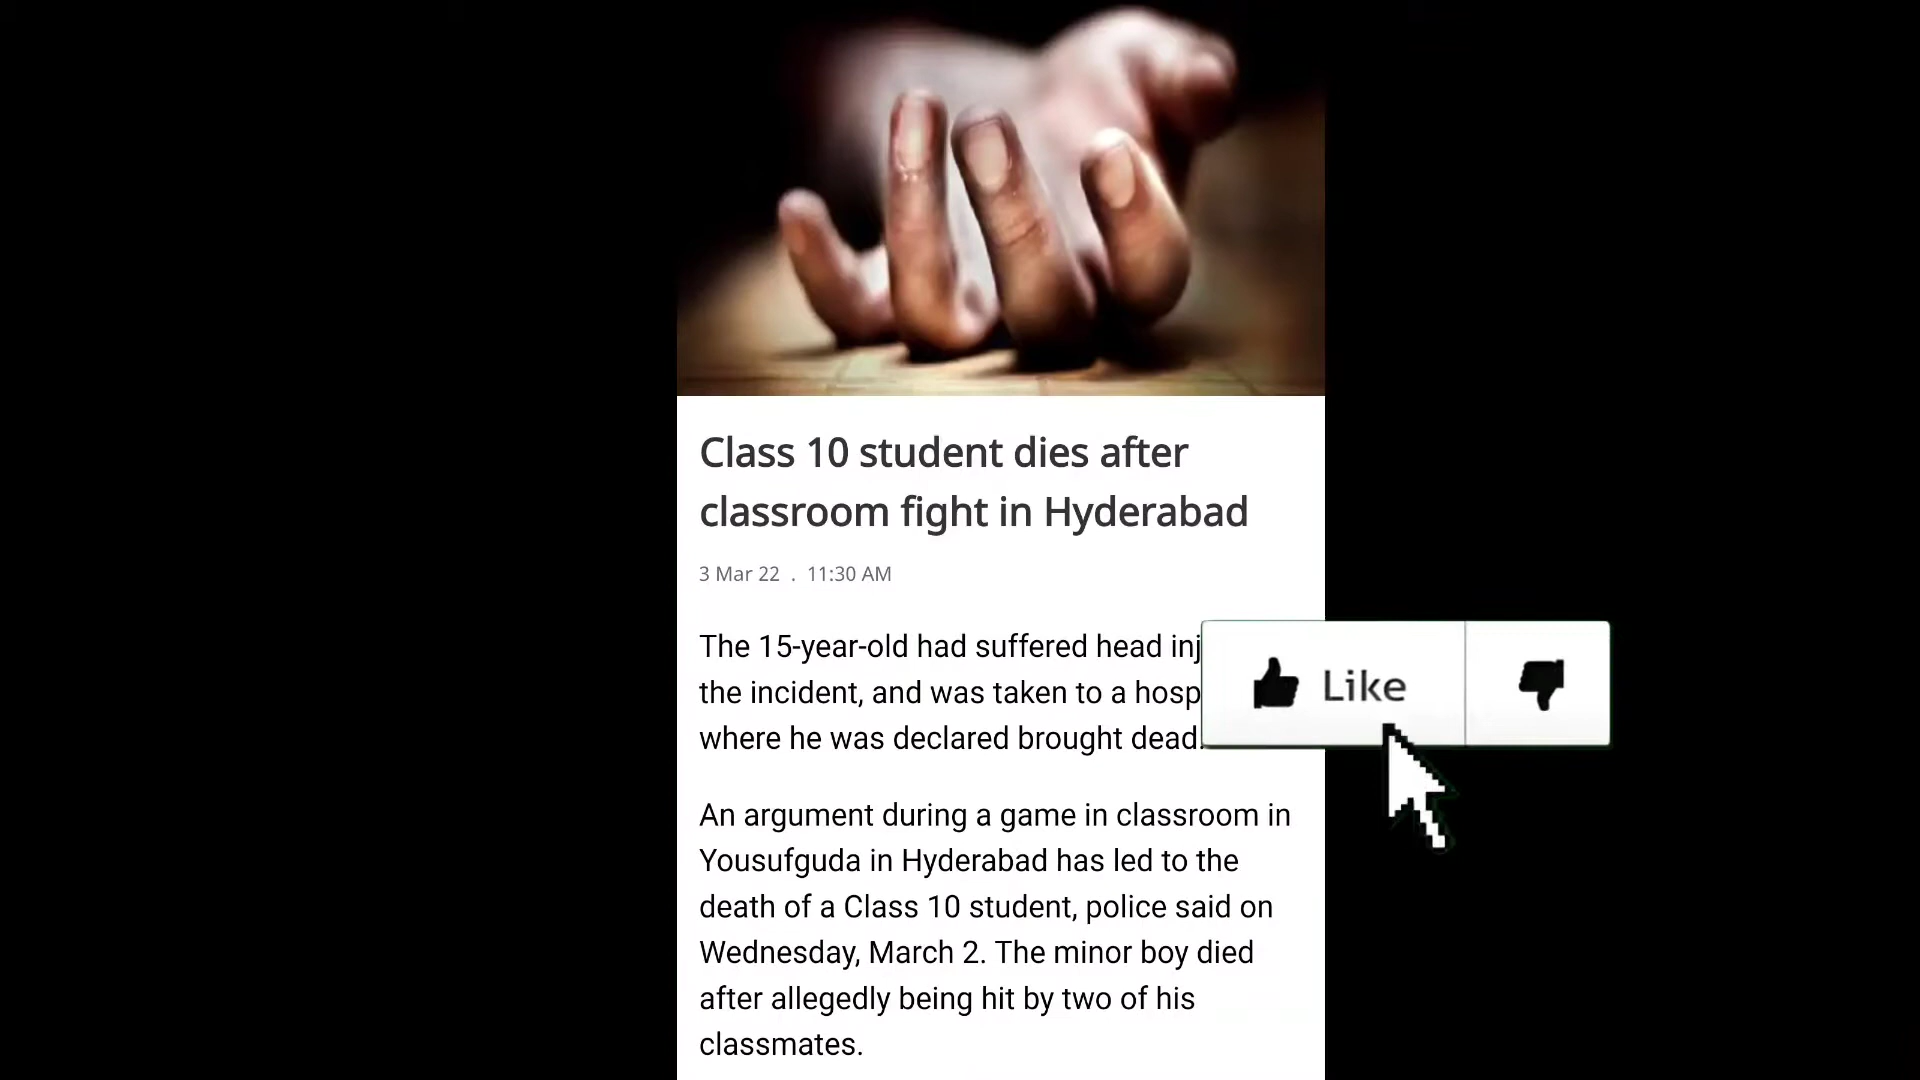 Class 10 student dies after
classroom fight in Hyderabad
3 Mar 22 . 11:30 AM
The 15-year-old had suffered head inj
the incident, and was taken to a hosp
where he was declared brought dead.
Like
An argument during a game in classroom in
Yousufguda in Hyderabad has led to the
death of a Class 10 student, police said on
Wednesday, March 2. The minor boy died
after allegedly being hit by two of his
classmates.